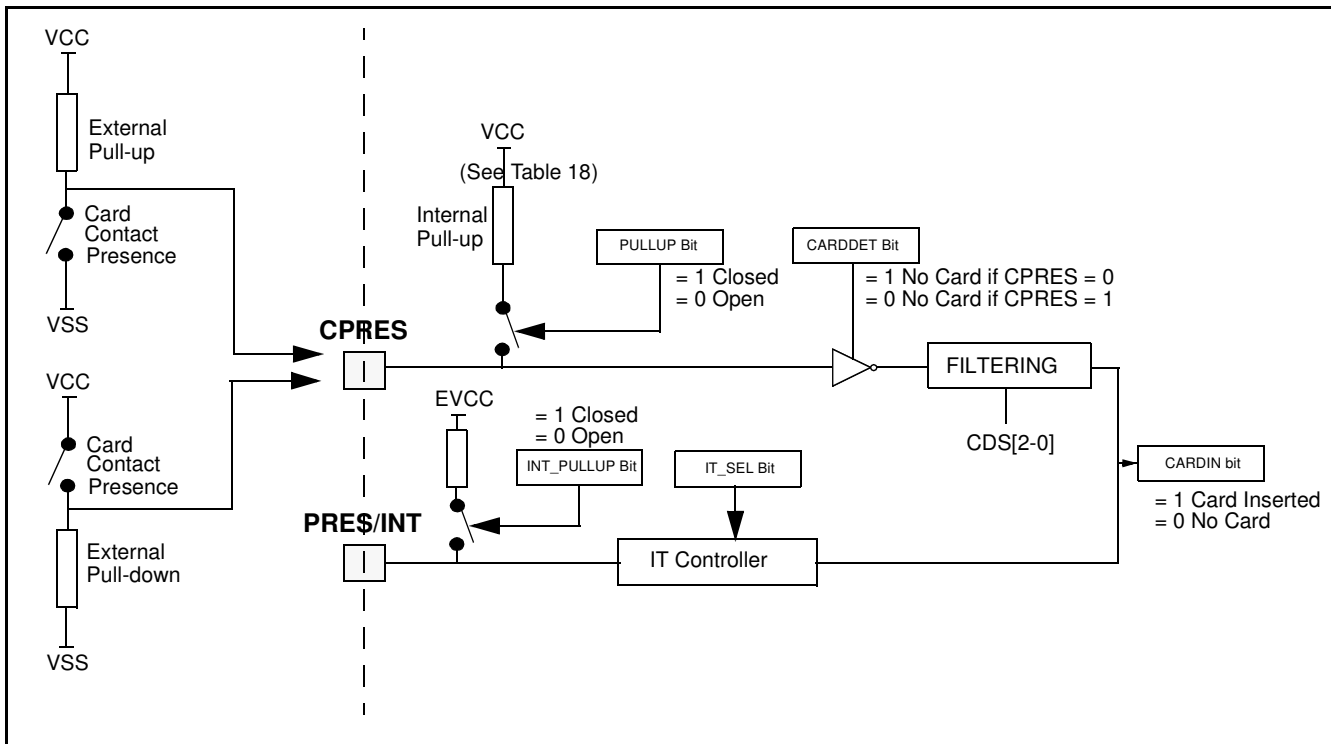 VCC
External
Pull-up
Card
Contact
Presence
VSS
VCC
Card
Contact
Presence
External
Pull-down
VSS
VCC
(See Table 18)
Internal
Pull-up
PULLUP Bit
= 1 Closed
= 0 Open
CARDDET Bit
= 1 No Card if CPRES = 0
= 0 No Card if CPRES = 1
CPRES
FILTERING
CDS[2-0]
EVCC
= 1 Closed
= 0 Open
INT_PULLUP Bit
IT_SEL Bit
PRES/INT
IT Controller
CARDIN bit
= 1 Card Inserted
= 0 No Card